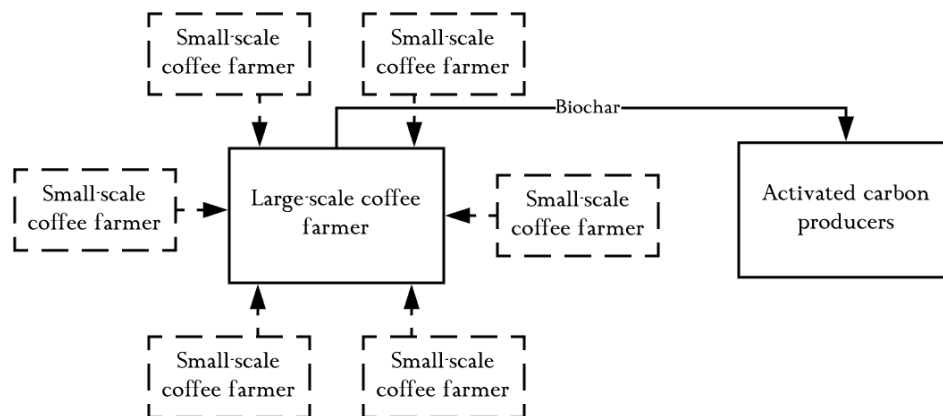 Small-scale
coffee farmer
Small-scale
coffee farmer
Biochar
Small-scale
coffee farmer
Large-scale coffee
farmer
Small-scale
coffee farmer
Activated carbon
producers
Small-scale
coffee farmer
Small-scale
coffee farmer